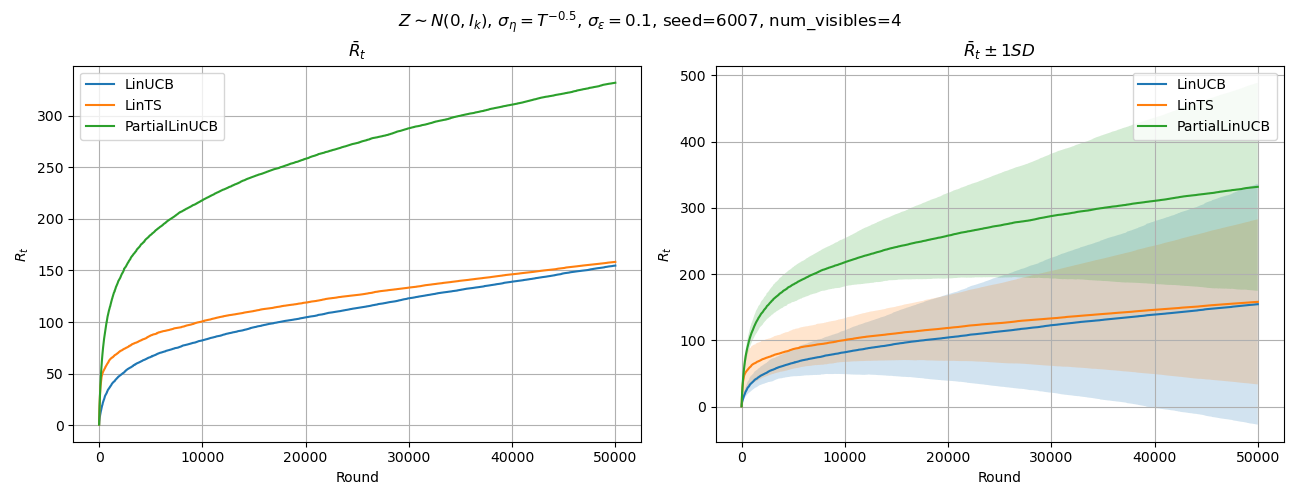 Z ~ N(0, I_k), σ_η = T^{-0.5}, σ_ε = 0.1, seed=6007, num_visibles=4
R̄_t
R_t
300
250
200
150
100
50
0
LinUCB
LinTS
PartialLinUCB
0 10000 20000 30000 40000 50000
Round
R̄_t ± 1SD
R_t
500
400
300
200
100
0
LinUCB
LinTS
PartialLinUCB
0 10000 20000 30000 40000 50000
Round